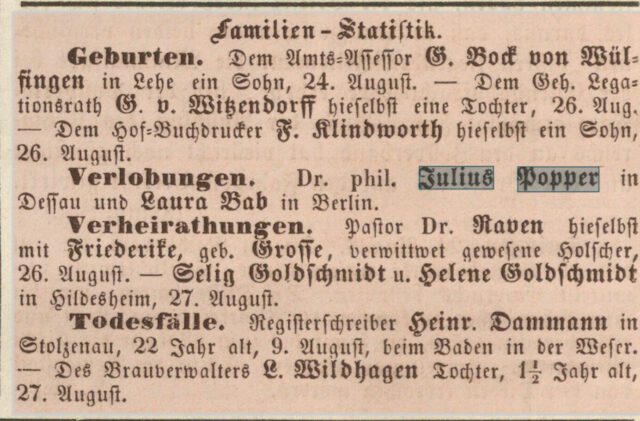 Familien-Statistik.
Geburten. Dem Amts-Assessor G. Bock von Wül-
fingen in Lehe ein Sohn, 24. August. — Dem Geh. Lega-
tionsrath G. v. Witzendorff hieselbst eine Tochter, 26. Aug.
— Dem Hof-Buchdrucker F. Klindworth hieselbst ein Sohn,
26. August.
Verlobungen. Dr. phil. Julius Popper in
Dessau und Laura Bab in Berlin.
Verheirathungen. Pastor Dr. Raven hieselbst
mit Friederike, geb. Grosse, verwittwet gewesene Holscher,
26. August. — Selig Goldschmidt u. Helene Goldschmidt
in Hildesheim, 27. August.
Todesfälle. Registerschreiber Heinr. Dammann in
Stolzenau, 22 Jahr alt, 9. August, beim Baden in der Weser.
— Des Brauverwalters L. Wildhagen Tochter, 1½ Jahr alt,
27. August.